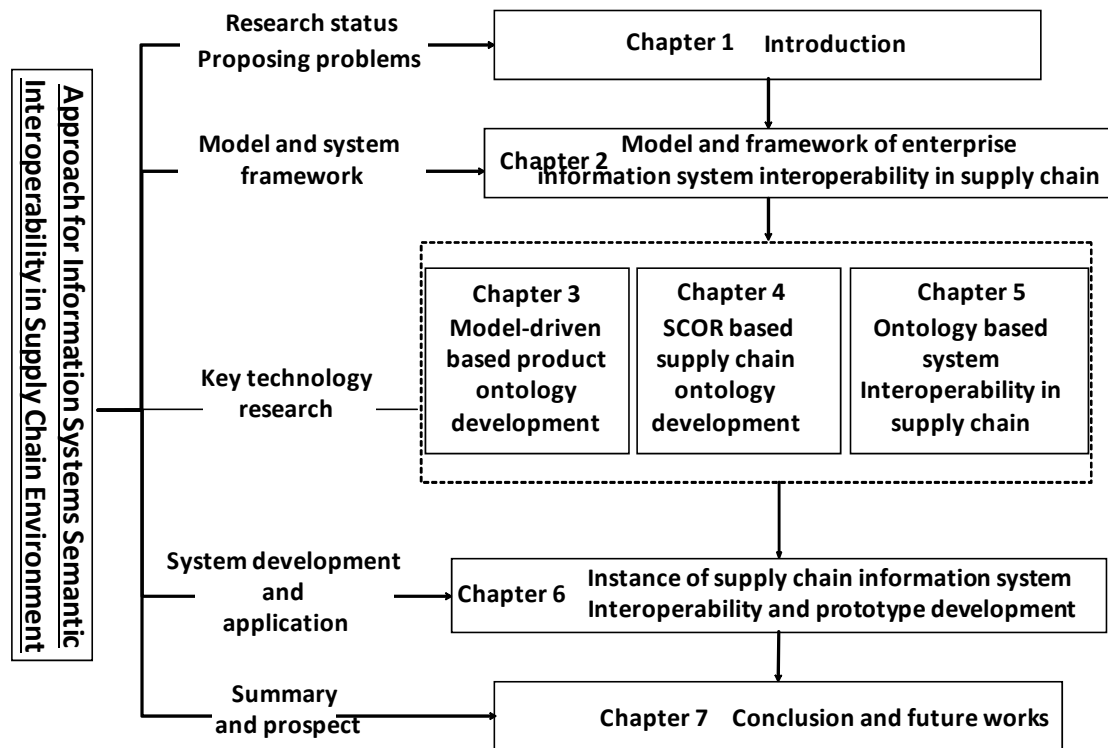 Approach for Information Systems Semantic
Interoperability in Supply Chain Environment
Research status
Proposing problems
Chapter 1 Introduction
Model and system
framework
Chapter 2
Model and framework of enterprise
information system interoperability in supply chain
Key technology
research
Chapter 3
Model-driven
based product
ontology
development
Chapter 4
SCOR based
supply chain
ontology
development
Chapter 5
Ontology based
system
Interoperability in
supply chain
System development
and
application
Chapter 6
Instance of supply chain information system
Interoperability and prototype development
Summary
and prospect
Chapter 7 Conclusion and future works